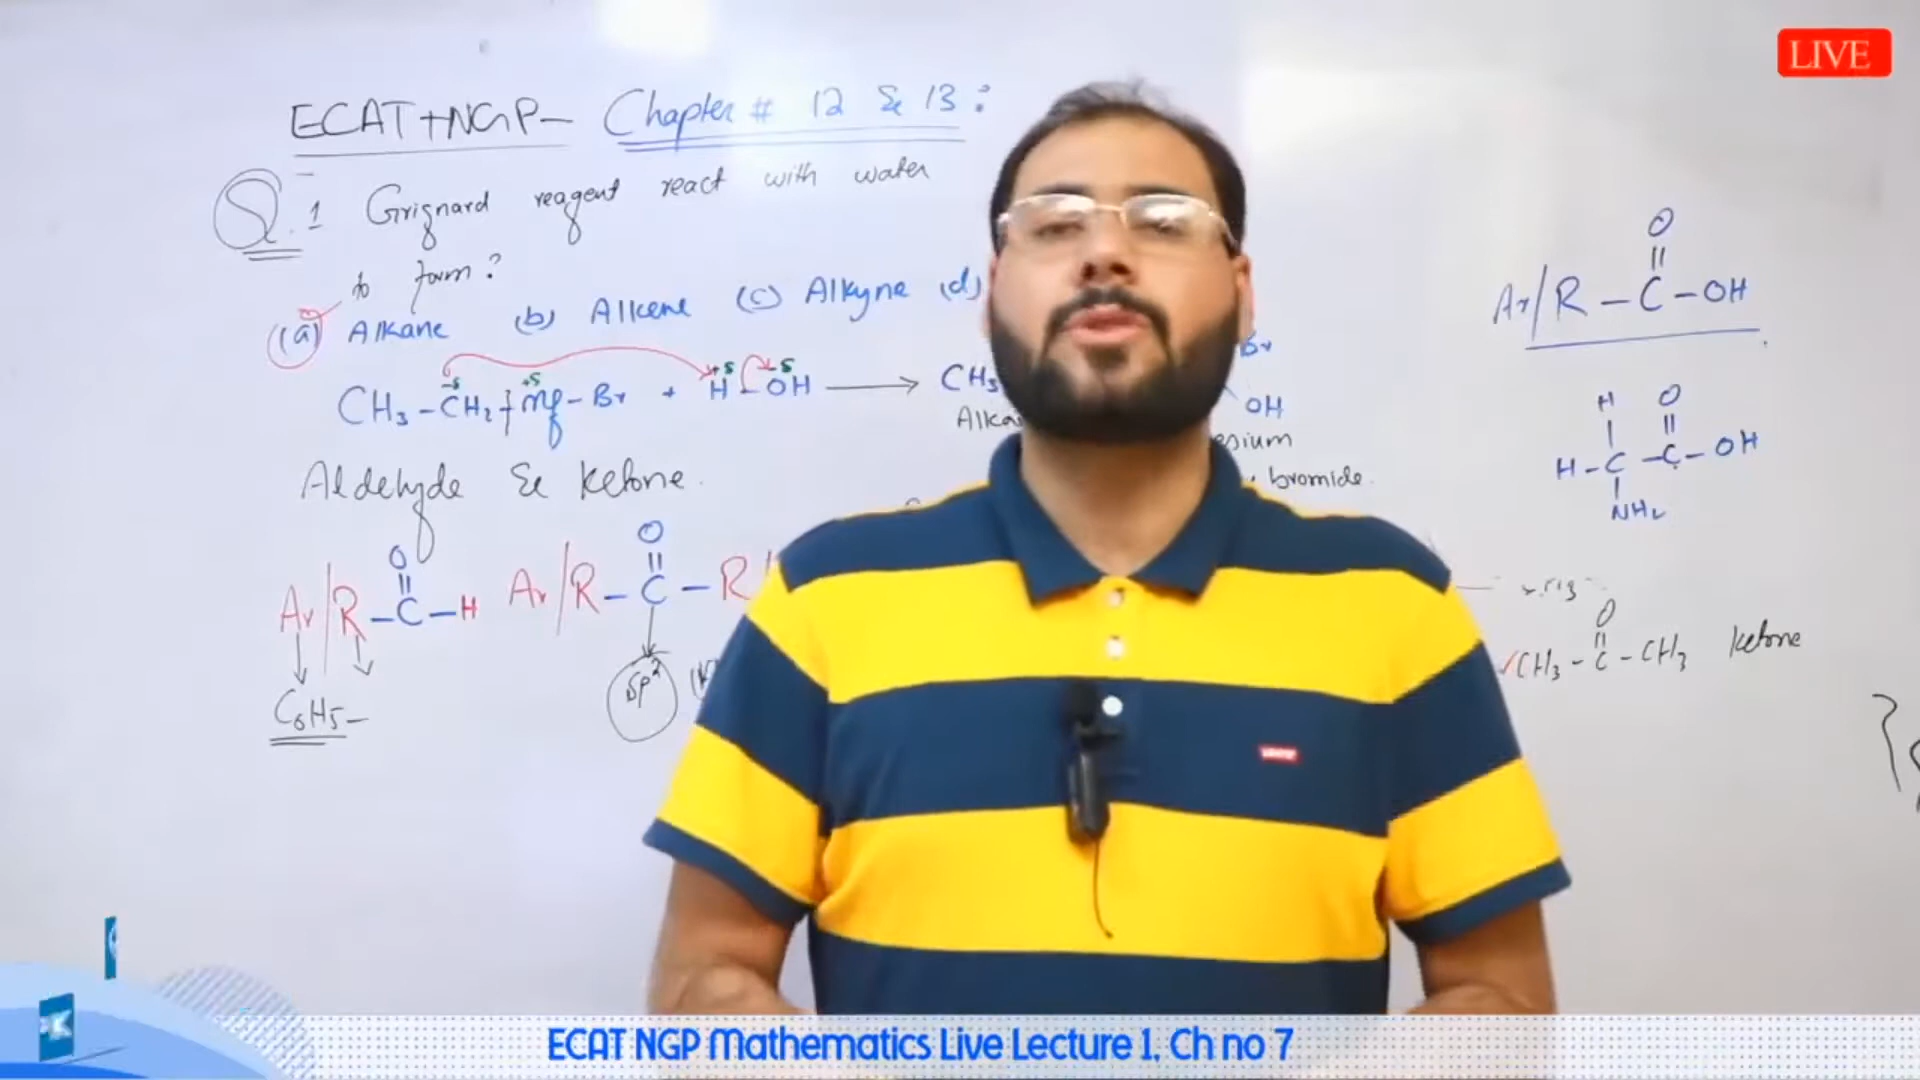 LIVE
ECAT+NGP- Chapter # 12 & 13:
Q.1 Grignard reagent react with water
to form?
(a) Alkane (b) Alkene (c) Alkyne (d)
CH3-CH2-Mg-Br + H-OH → CH3
-δ +δ +δ -δ
Br
OH
esium
bromide.
Aldehyde & ketone.
O
Ar/R-C-H
O
Ar/R-C-R
C6H5-
Sp²
O
Ar/R-C-OH
H O
H-C-C-OH
NH2
O
CH3-C-CH3 ketone
ECAT NGP Mathematics Live Lecture 1, Ch no 7